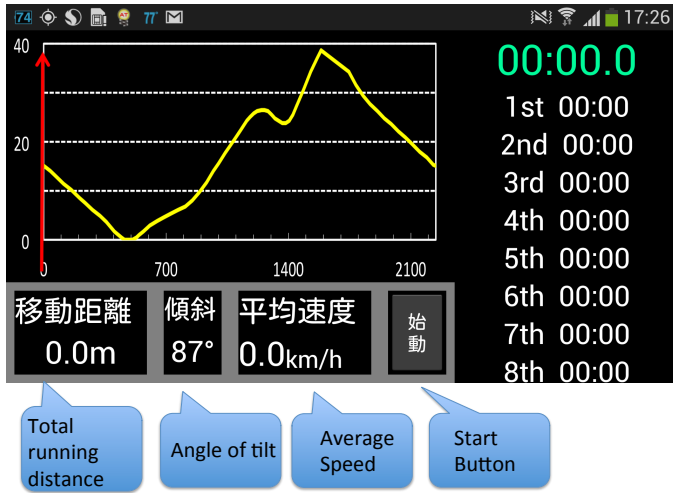 74
77
17:26
40
20
0
0 700 1400 2100
00:00.0
1st 00:00
2nd 00:00
3rd 00:00
4th 00:00
5th 00:00
6th 00:00
7th 00:00
8th 00:00
移動距離
0.0m
傾斜
87°
平均速度
0.0km/h
始
動
Total
running
distance
Angle of tilt
Average
Speed
Start
Button